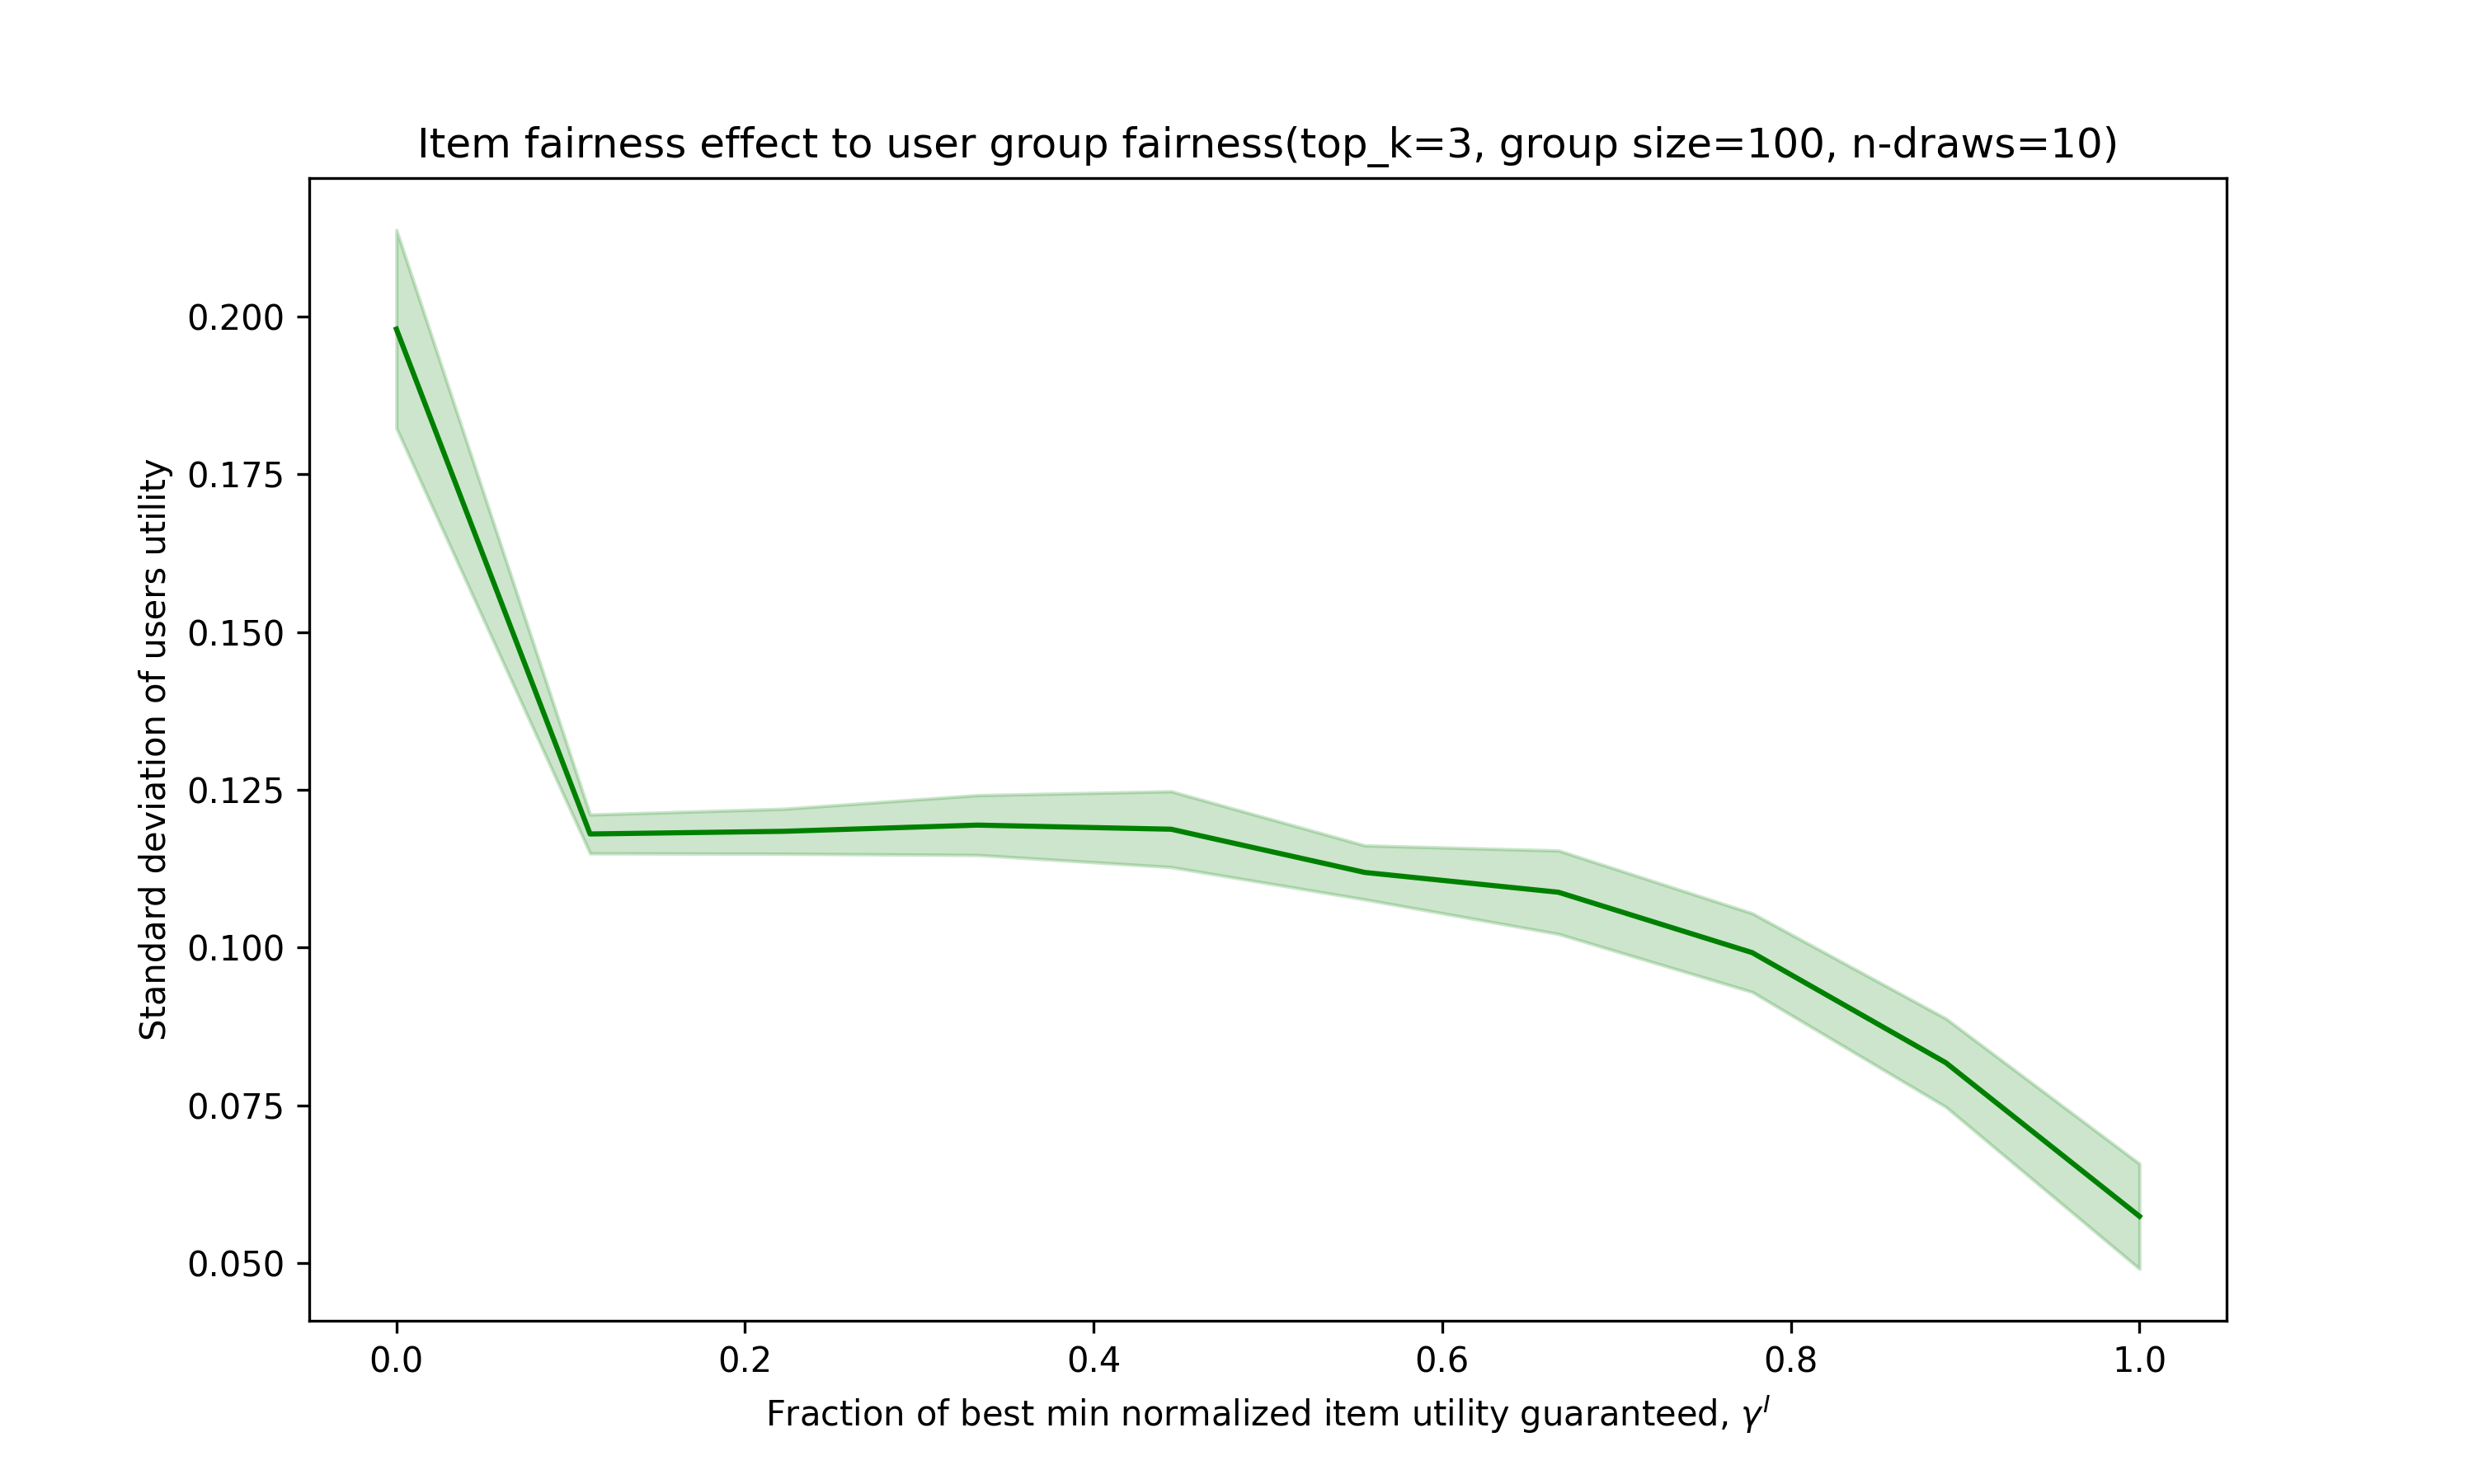 Item fairness effect to user group fairness(top_k=3, group size=100, n-draws=10)
Standard deviation of users utility
0.200
0.175
0.150
0.125
0.100
0.075
0.050
0.0 0.2 0.4 0.6 0.8 1.0
Fraction of best min normalized item utility guaranteed, γ^I